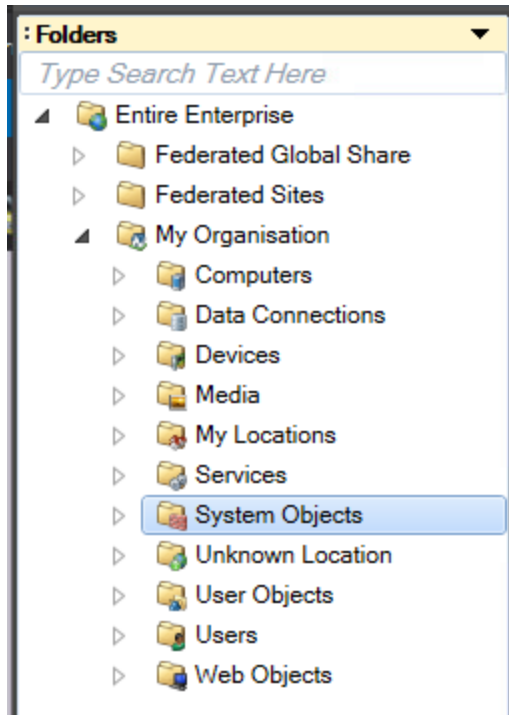 Folders
Type Search Text Here
Entire Enterprise
Federated Global Share
Federated Sites
My Organisation
Computers
Data Connections
Devices
Media
My Locations
Services
System Objects
Unknown Location
User Objects
Users
Web Objects